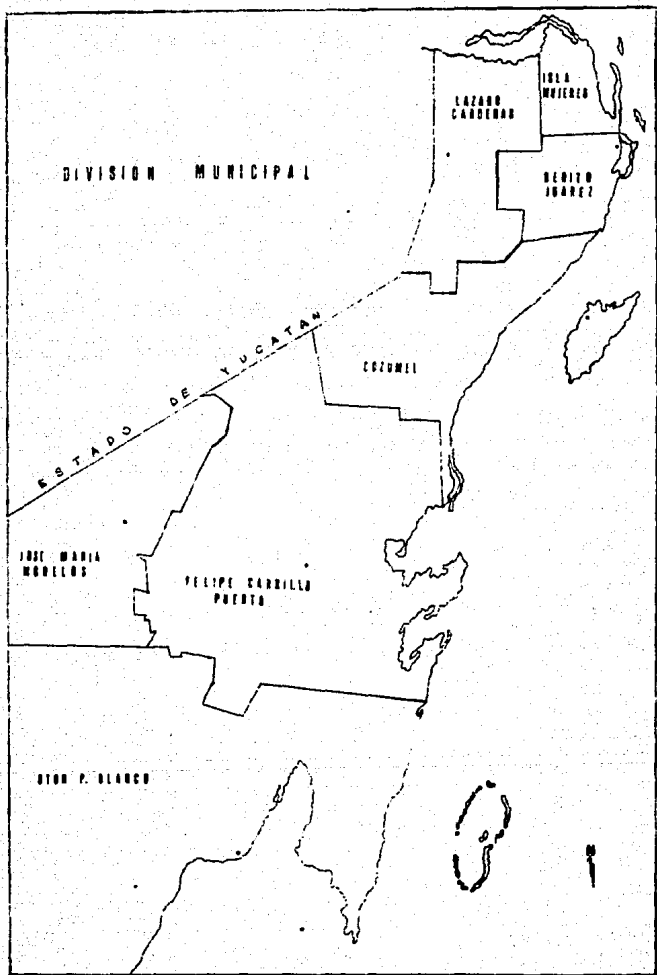 ISLA
MUJERES
LAZARO
CARDENAS
DIVISION MUNICIPAL
BENITO
JUAREZ
ESTADO DE YUCATAN
COZUMEL
JOSE MARIA
MORELOS
FELIPE CARRILLO
PUERTO
OTHON P. BLANCO
N